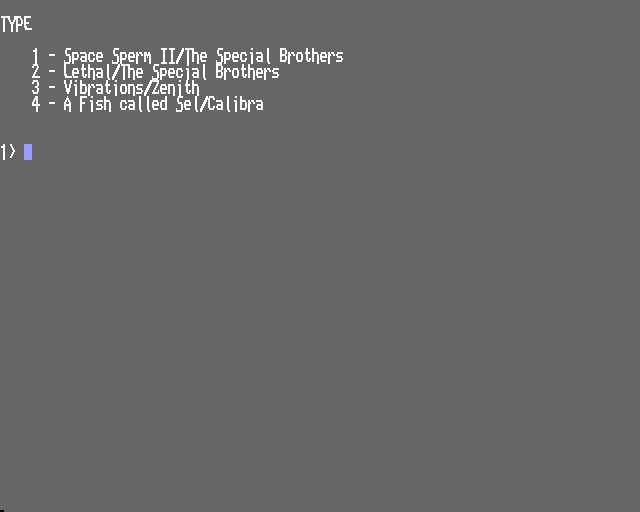 TYPE
1 - Space Sperm II/The Special Brothers
2 - Lethal/The Special Brothers
3 - Vibrations/Zenith
4 - A Fish called Sel/Calibra
1>